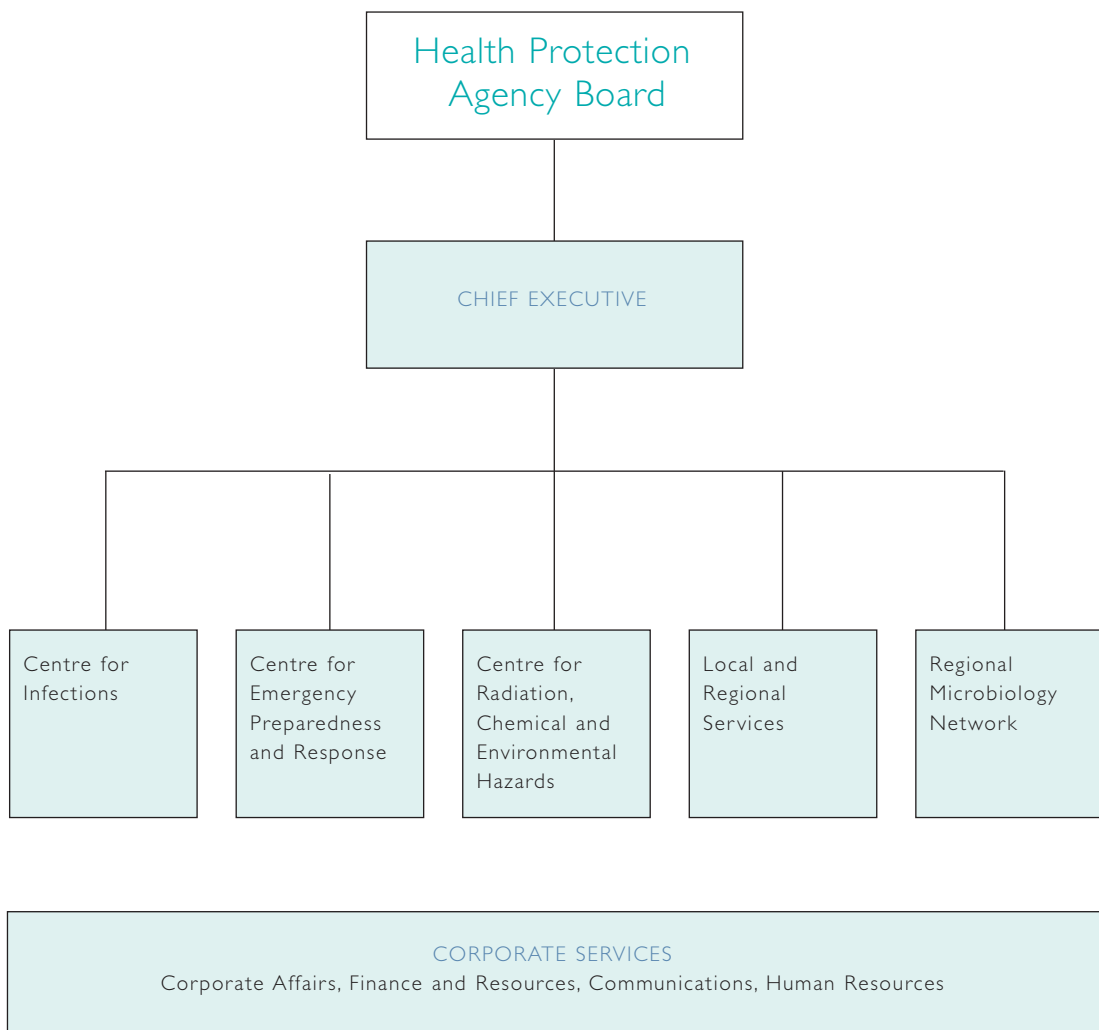 Health Protection
Agency Board
CHIEF EXECUTIVE
Centre for
Infections
Centre for
Emergency
Preparedness
and Response
Centre for
Radiation,
Chemical and
Environmental
Hazards
Local and
Regional
Services
Regional
Microbiology
Network
CORPORATE SERVICES
Corporate Affairs, Finance and Resources, Communications, Human Resources